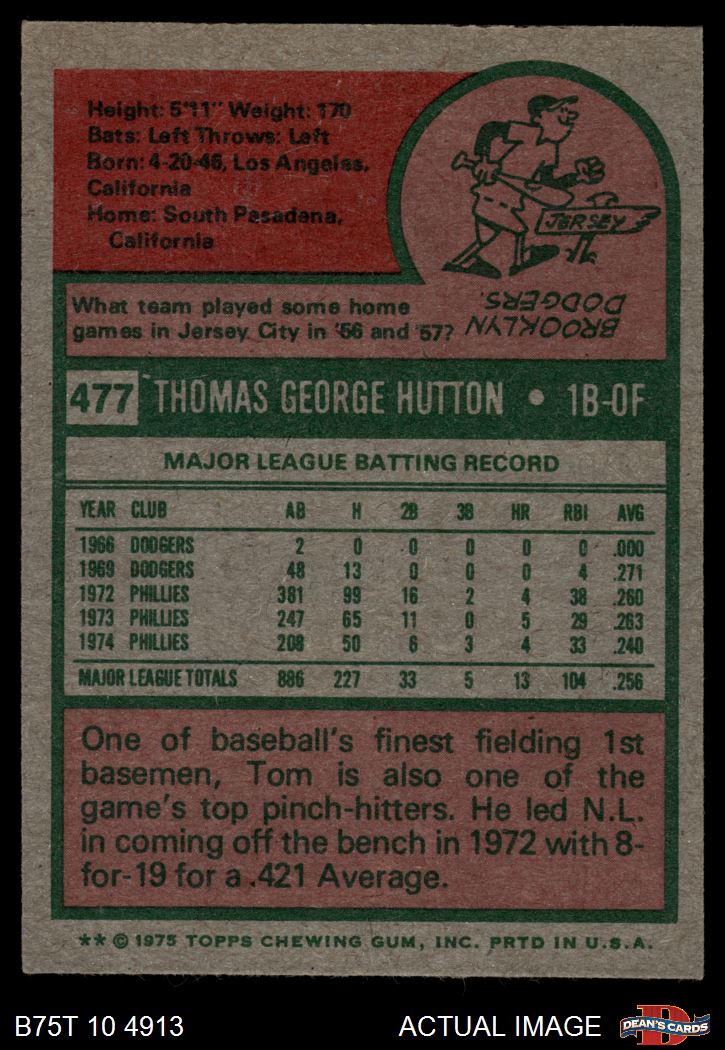 Height: 5'11" Weight: 170
Bats: Left Throws: Left
Born: 4-20-46, Los Angeles,
California
Home: South Pasadena,
California
JERSEY
What team played some home
games in Jersey City in '56 and '57?
BROOKLYN
DODGERS.
477 THOMAS GEORGE HUTTON • 1B-OF
MAJOR LEAGUE BATTING RECORD
YEAR CLUB AB H 2B 3B HR RBI AVG
1966 DODGERS 2 0 0 0 0 0 .000
1969 DODGERS 48 13 0 0 0 4 .271
1972 PHILLIES 381 99 16 2 4 38 .260
1973 PHILLIES 247 65 11 0 5 29 .263
1974 PHILLIES 208 50 6 3 4 33 .240
MAJOR LEAGUE TOTALS 886 227 33 5 13 104 .256
One of baseball's finest fielding 1st
basemen, Tom is also one of the
game's top pinch-hitters. He led N.L.
in coming off the bench in 1972 with 8-
for-19 for a .421 Average.
** © 1975 TOPPS CHEWING GUM, INC. PRTD IN U.S.A.
B75T 10 4913 ACTUAL IMAGE D DEAN'S CARDS